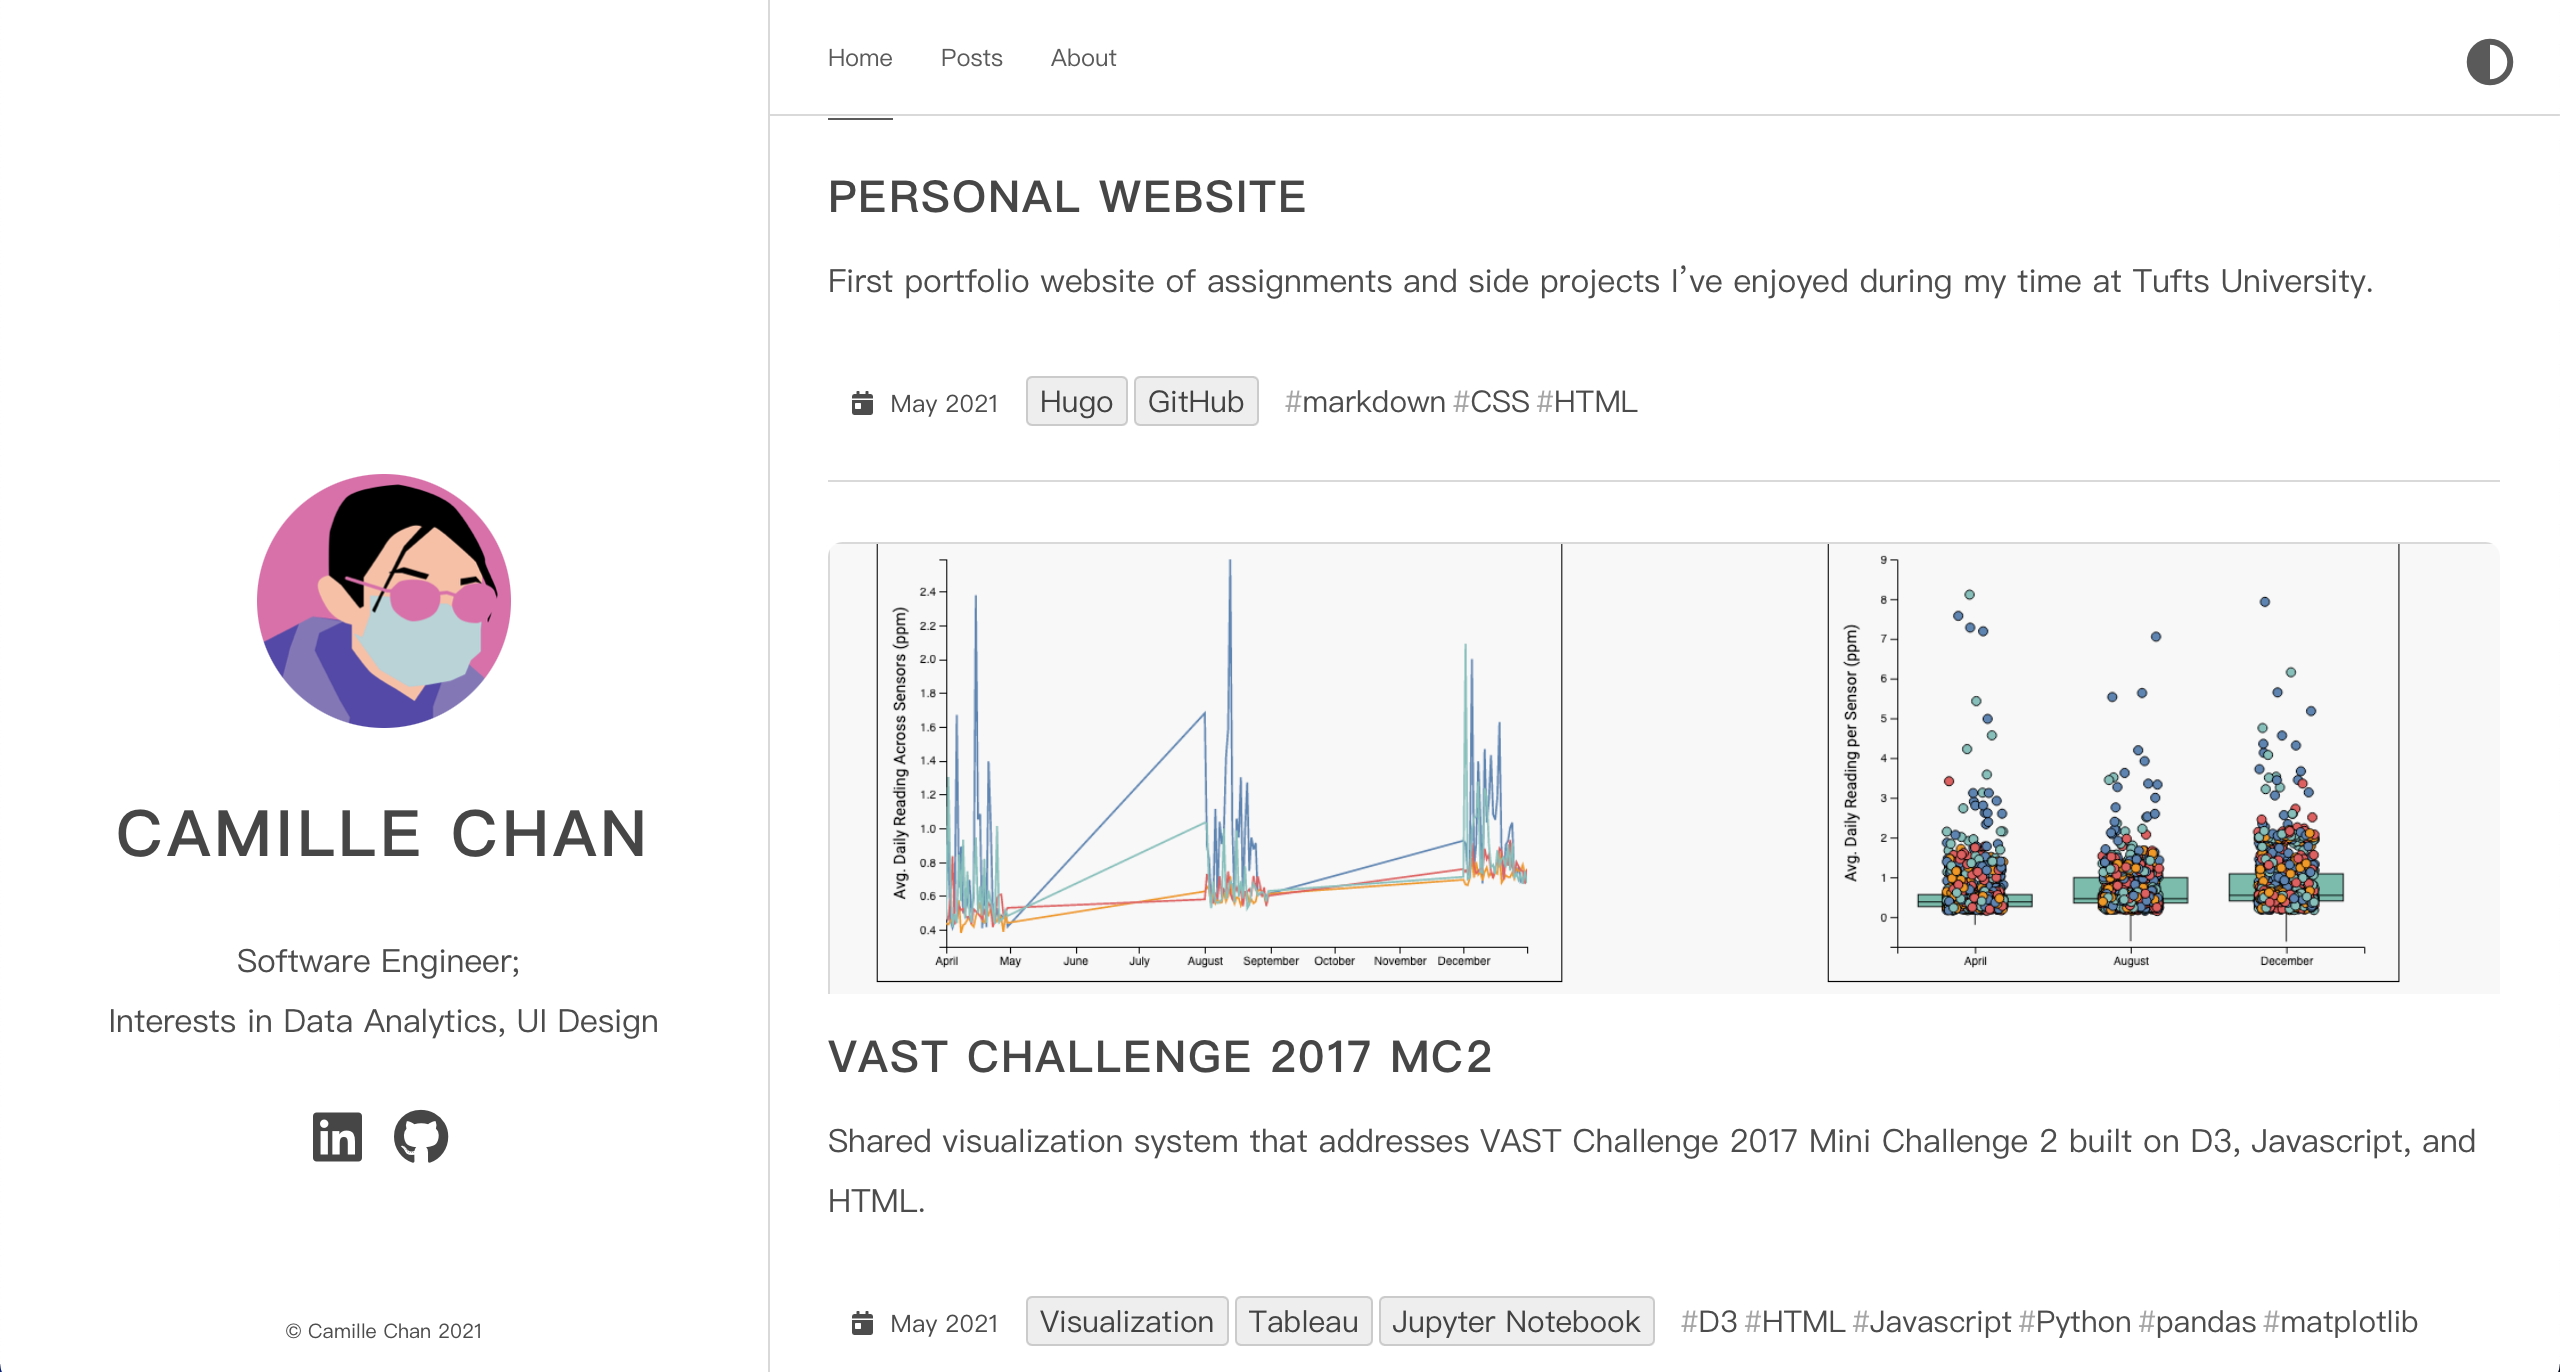 Home Posts About
CAMILLE CHAN
Software Engineer;
Interests in Data Analytics, UI Design
© Camille Chan 2021
PERSONAL WEBSITE
First portfolio website of assignments and side projects I’ve enjoyed during my time at Tufts University.
May 2021 Hugo GitHub #markdown #CSS #HTML
Avg. Daily Reading Across Sensors (ppm)
2.4
2.2
2.0
1.8
1.6
1.4
1.2
1.0
0.8
0.6
0.4
April May June July August September October November December
Avg. Daily Reading per Sensor (ppm)
9
8
7
6
5
4
3
2
1
0
April August December
VAST CHALLENGE 2017 MC2
Shared visualization system that addresses VAST Challenge 2017 Mini Challenge 2 built on D3, Javascript, and
HTML.
May 2021 Visualization Tableau Jupyter Notebook #D3 #HTML #Javascript #Python #pandas #matplotlib